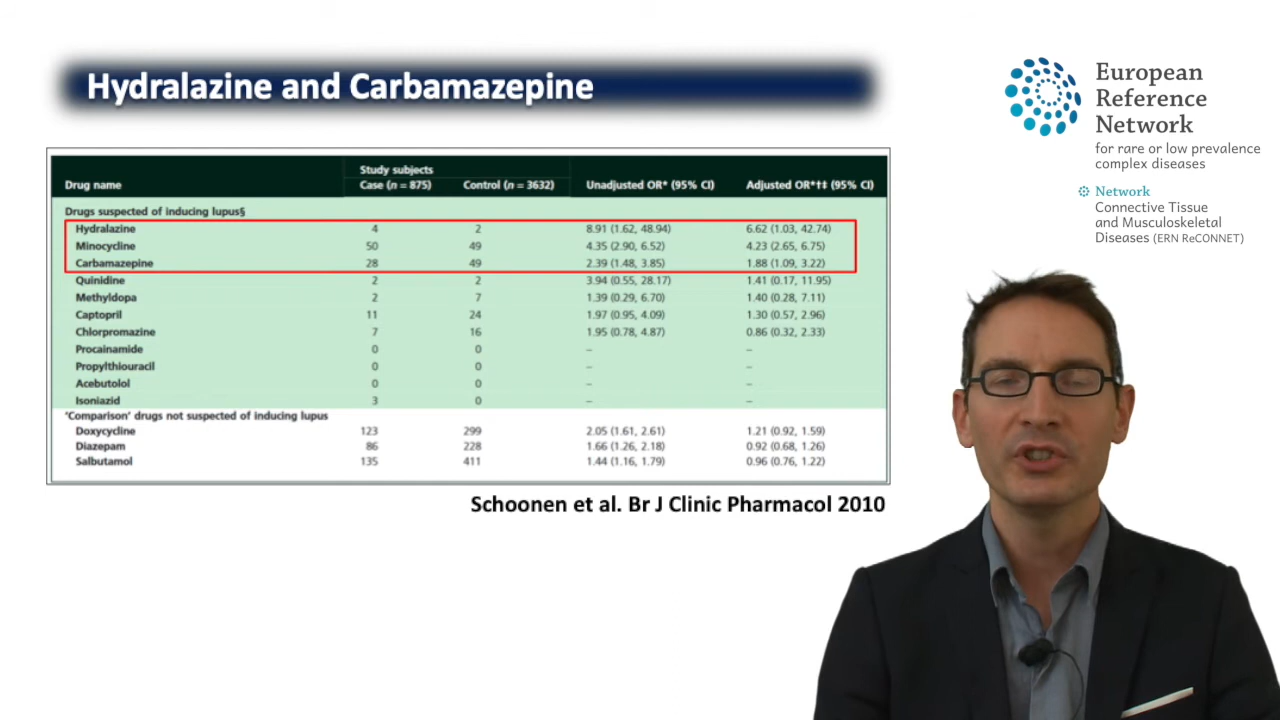 Hydralazine and Carbamazepine
European
Reference
Network
for rare or low prevalence
complex diseases
Network
Connective Tissue
and Musculoskeletal
Diseases (ERN ReCONNET)
Study subjects
Drug name Case (n = 875) Control (n = 3632) Unadjusted OR* (95% CI) Adjusted OR*†‡ (95% CI)
Drugs suspected of inducing lupus§
Hydralazine 4 2 8.91 (1.62, 48.94) 6.62 (1.03, 42.74)
Minocycline 50 49 4.35 (2.90, 6.52) 4.23 (2.65, 6.75)
Carbamazepine 28 49 2.39 (1.48, 3.85) 1.88 (1.09, 3.22)
Quinidine 2 2 3.94 (0.55, 28.17) 1.41 (0.17, 11.95)
Methyldopa 2 7 1.39 (0.29, 6.70) 1.40 (0.28, 7.11)
Captopril 11 24 1.97 (0.95, 4.09) 1.30 (0.57, 2.96)
Chlorpromazine 7 16 1.95 (0.78, 4.87) 0.86 (0.32, 2.33)
Procainamide 0 0 – –
Propylthiouracil 0 0 – –
Acebutolol 0 0 – –
Isoniazid 3 0 – –
'Comparison' drugs not suspected of inducing lupus
Doxycycline 123 299 2.05 (1.61, 2.61) 1.21 (0.92, 1.59)
Diazepam 86 228 1.66 (1.26, 2.18) 0.92 (0.68, 1.26)
Salbutamol 135 411 1.44 (1.16, 1.79) 0.96 (0.76, 1.22)
Schoonen et al. Br J Clinic Pharmacol 2010